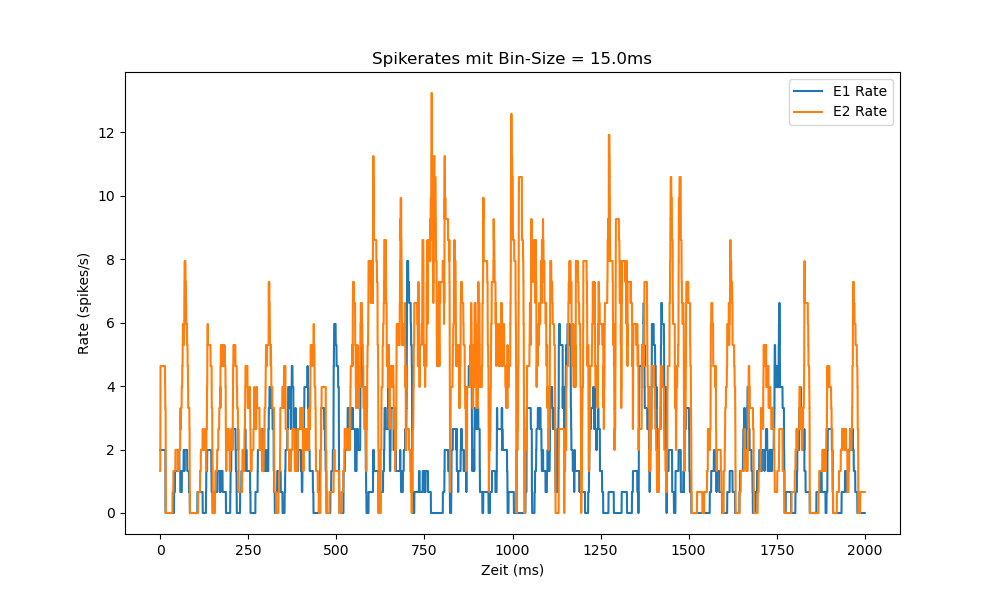 Spikerates mit Bin-Size = 15.0ms
E1 Rate
E2 Rate
Rate (spikes/s)
12
10
8
6
4
2
0
0 250 500 750 1000 1250 1500 1750 2000
Zeit (ms)